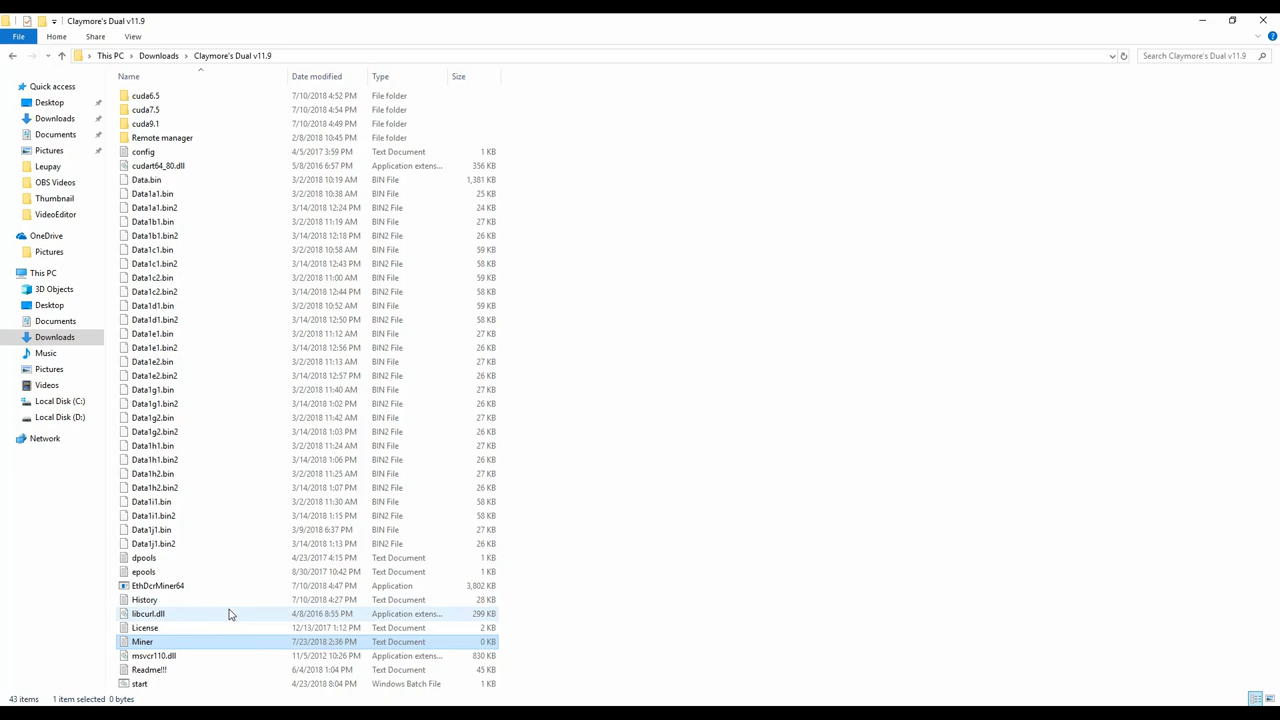 Claymore's Dual v11.9
File Home Share View
This PC Downloads Claymore's Dual v11.9 Search Claymore's Dual v11.9
Name Date modified Type Size
Quick access
Desktop
Downloads
Documents
Pictures
Leupay
OBS Videos
Thumbnail
VideoEditor
OneDrive
Pictures
This PC
3D Objects
Desktop
Documents
Downloads
Music
Pictures
Videos
Local Disk (C:)
Local Disk (D:)
Network
cuda6.5 7/10/2018 4:52 PM File folder
cuda7.5 7/10/2018 4:54 PM File folder
cuda9.1 7/10/2018 4:49 PM File folder
Remote manager 2/8/2018 10:45 PM File folder
config 4/5/2017 3:59 PM Text Document 1 KB
cudart64_80.dll 5/8/2016 6:57 PM Application extens... 356 KB
Data.bin 3/2/2018 10:19 AM BIN File 1,381 KB
Data1a1.bin 3/2/2018 10:38 AM BIN File 25 KB
Data1a1.bin2 3/14/2018 12:24 PM BIN2 File 24 KB
Data1b1.bin 3/2/2018 11:19 AM BIN File 27 KB
Data1b1.bin2 3/14/2018 12:18 PM BIN2 File 26 KB
Data1c1.bin 3/2/2018 10:58 AM BIN File 59 KB
Data1c1.bin2 3/14/2018 12:43 PM BIN2 File 58 KB
Data1c2.bin 3/2/2018 11:00 AM BIN File 59 KB
Data1c2.bin2 3/14/2018 12:44 PM BIN2 File 58 KB
Data1d1.bin 3/2/2018 10:52 AM BIN File 59 KB
Data1d1.bin2 3/14/2018 12:50 PM BIN2 File 58 KB
Data1e1.bin 3/2/2018 11:12 AM BIN File 27 KB
Data1e1.bin2 3/14/2018 12:56 PM BIN2 File 26 KB
Data1e2.bin 3/2/2018 11:13 AM BIN File 27 KB
Data1e2.bin2 3/14/2018 12:57 PM BIN2 File 26 KB
Data1g1.bin 3/2/2018 11:40 AM BIN File 27 KB
Data1g1.bin2 3/14/2018 1:02 PM BIN2 File 26 KB
Data1g2.bin 3/2/2018 11:42 AM BIN File 27 KB
Data1g2.bin2 3/14/2018 1:03 PM BIN2 File 26 KB
Data1h1.bin 3/2/2018 11:24 AM BIN File 27 KB
Data1h1.bin2 3/14/2018 1:06 PM BIN2 File 26 KB
Data1h2.bin 3/2/2018 11:25 AM BIN File 27 KB
Data1h2.bin2 3/14/2018 1:07 PM BIN2 File 26 KB
Data1i1.bin 3/2/2018 11:30 AM BIN File 58 KB
Data1i1.bin2 3/14/2018 1:15 PM BIN2 File 58 KB
Data1j1.bin 3/9/2018 6:37 PM BIN File 27 KB
Data1j1.bin2 3/14/2018 1:13 PM BIN2 File 26 KB
dpools 4/23/2017 4:15 PM Text Document 1 KB
epools 8/30/2017 10:42 PM Text Document 1 KB
EthDcrMiner64 7/10/2018 4:47 PM Application 3,802 KB
History 7/10/2018 4:27 PM Text Document 28 KB
libcurl.dll 4/8/2016 8:55 PM Application extens... 299 KB
License 12/13/2017 1:12 PM Text Document 2 KB
Miner 7/23/2018 2:36 PM Text Document 0 KB
msvcr110.dll 11/5/2012 10:26 PM Application extens... 830 KB
Readme!!! 6/4/2018 1:04 PM Text Document 45 KB
start 4/23/2018 8:04 PM Windows Batch File 1 KB
43 items 1 item selected 0 bytes